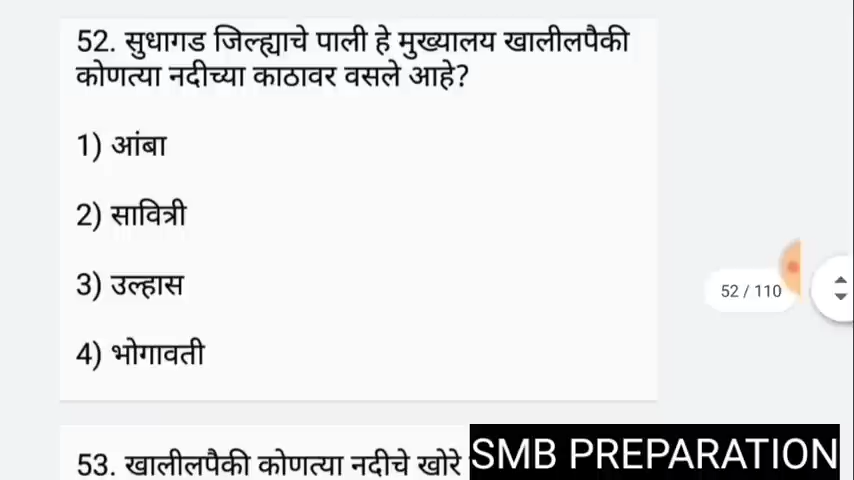 52. सुधागड जिल्ह्याचे पाली हे मुख्यालय खालीलपैकी
कोणत्या नदीच्या काठावर वसले आहे?
1) आंबा
2) सावित्री
3) उल्हास
4) भोगावती
52 / 110
53. खालीलपैकी कोणत्या नदीचे खोरे
SMB PREPARATION